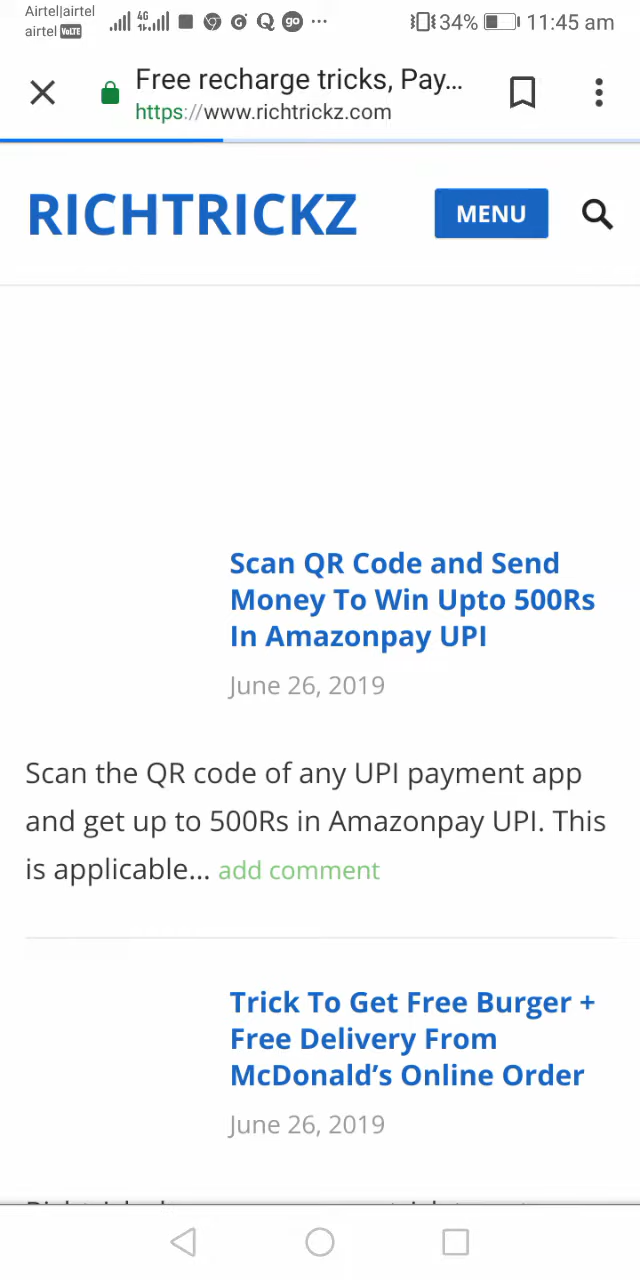 Airtel|airtel
airtel VoLTE 4G go ... 34% 11:45 am
Free recharge tricks, Pay...
https://www.richtrickz.com
RICHTRICKZ MENU
Scan QR Code and Send
Money To Win Upto 500Rs
In Amazonpay UPI
June 26, 2019
Scan the QR code of any UPI payment app
and get up to 500Rs in Amazonpay UPI. This
is applicable... add comment
Trick To Get Free Burger +
Free Delivery From
McDonald’s Online Order
June 26, 2019